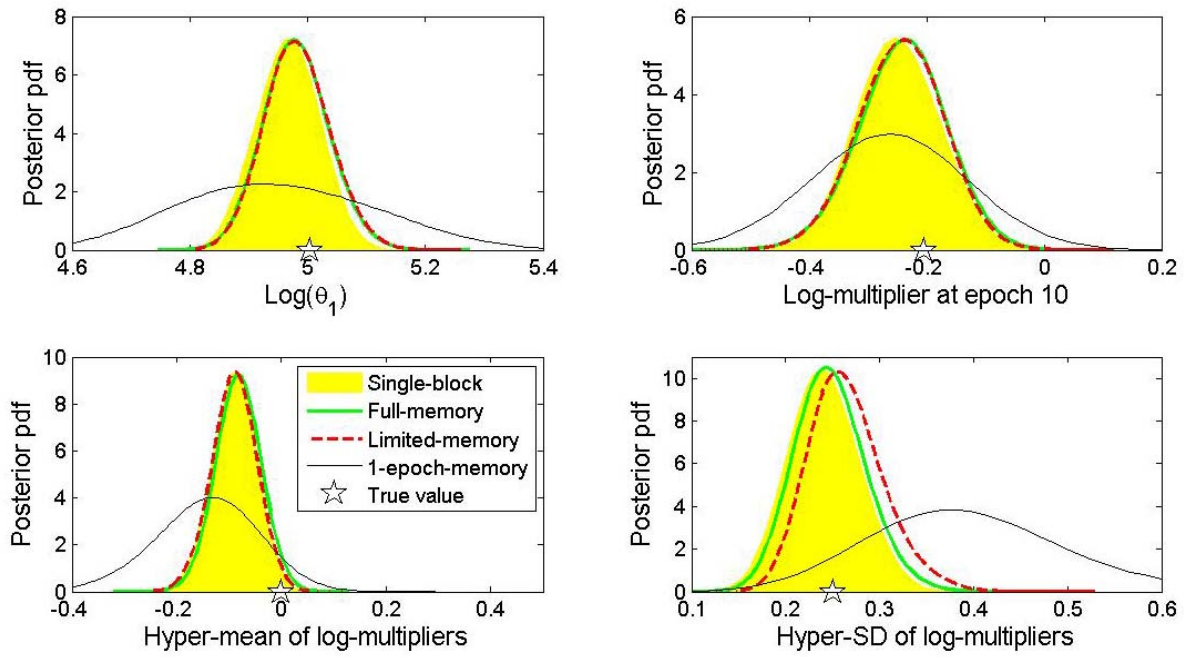 8
6
4
2
0
Posterior pdf
4.6 4.8 5 5.2 5.4
Log(θ1)
6
4
2
0
Posterior pdf
-0.6 -0.4 -0.2 0 0.2
Log-multiplier at epoch 10
10
8
6
4
2
0
Posterior pdf
-0.4 -0.2 0 0.2 0.4
Hyper-mean of log-multipliers
Single-block
Full-memory
Limited-memory
1-epoch-memory
True value
10
8
6
4
2
0
Posterior pdf
0.1 0.2 0.3 0.4 0.5 0.6
Hyper-SD of log-multipliers